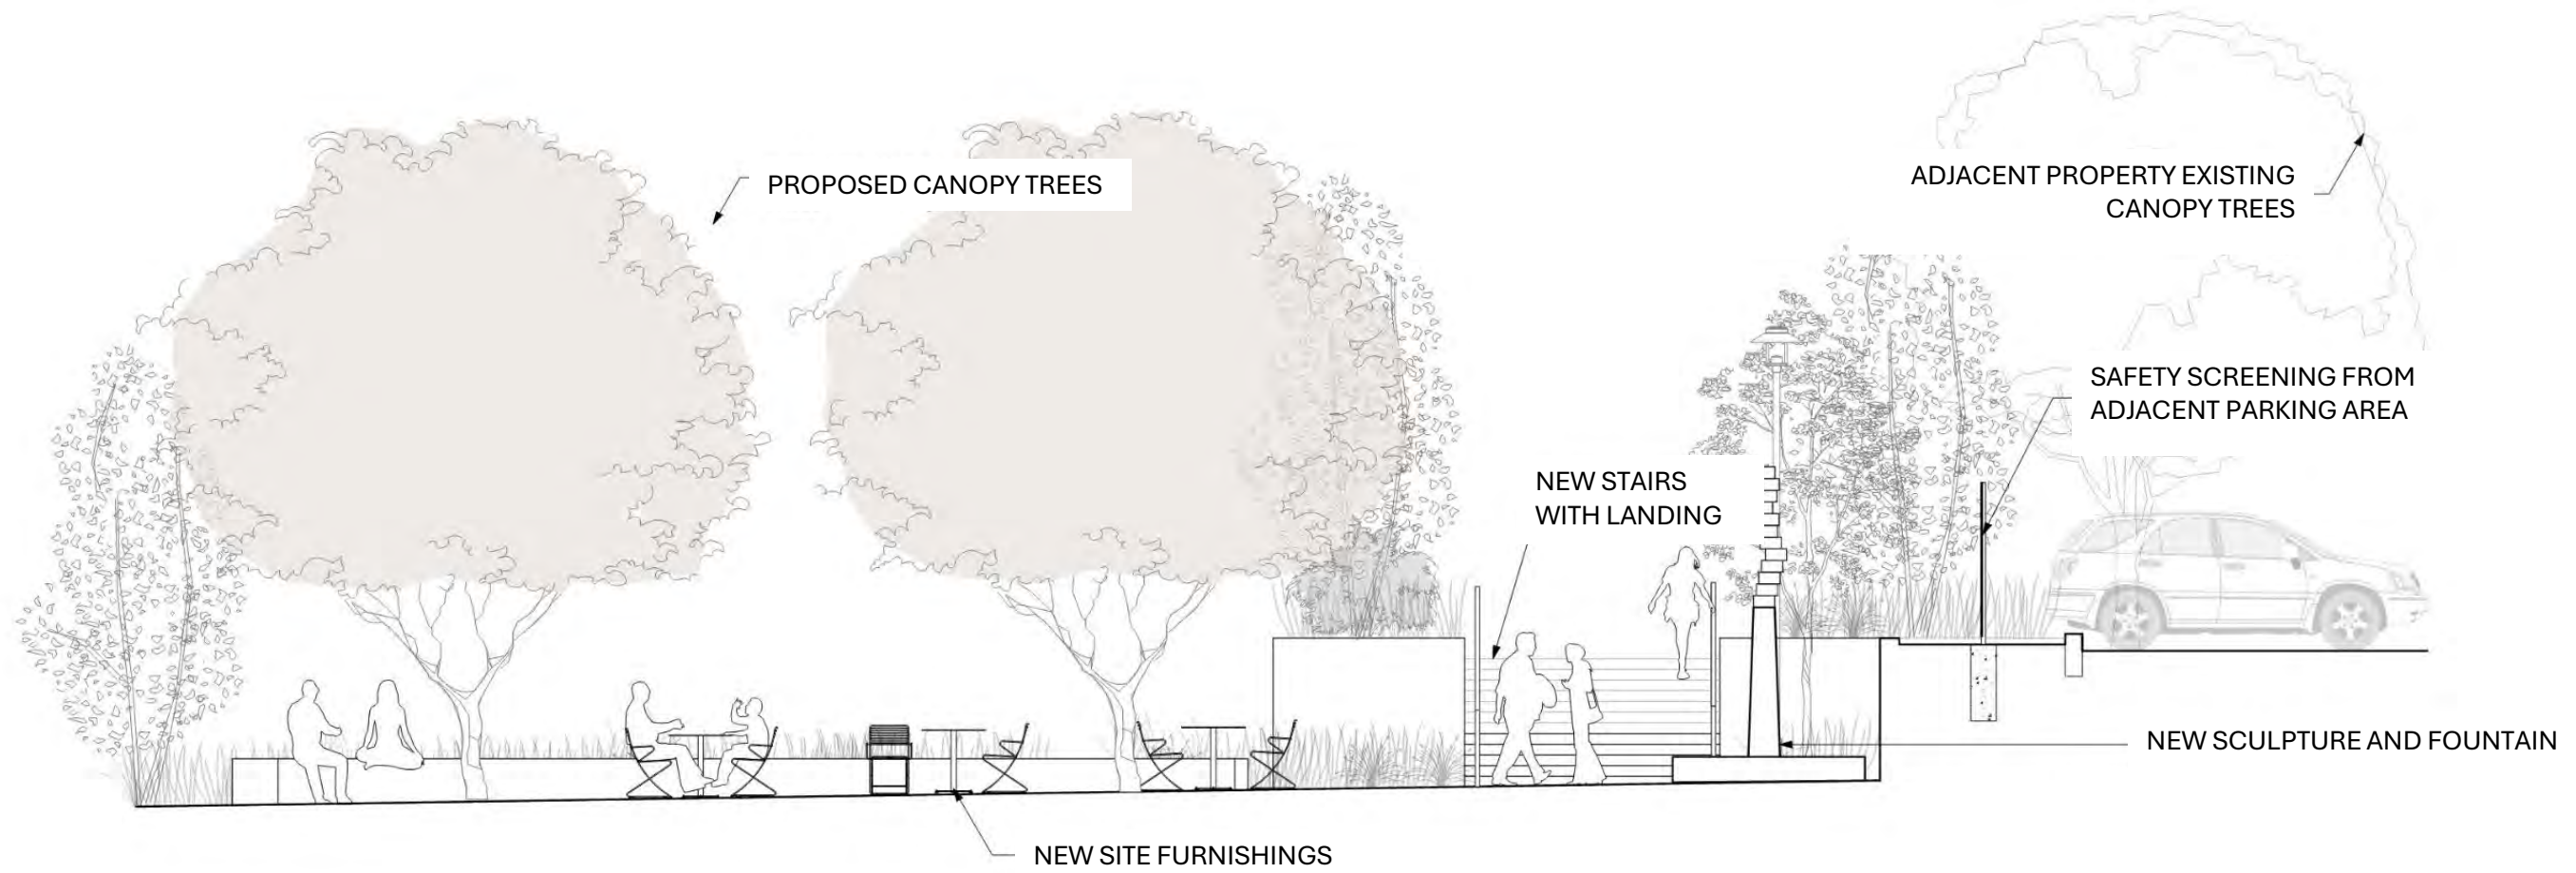 PROPOSED CANOPY TREES
ADJACENT PROPERTY EXISTING
CANOPY TREES
SAFETY SCREENING FROM
ADJACENT PARKING AREA
NEW STAIRS
WITH LANDING
NEW SCULPTURE AND FOUNTAIN
NEW SITE FURNISHINGS